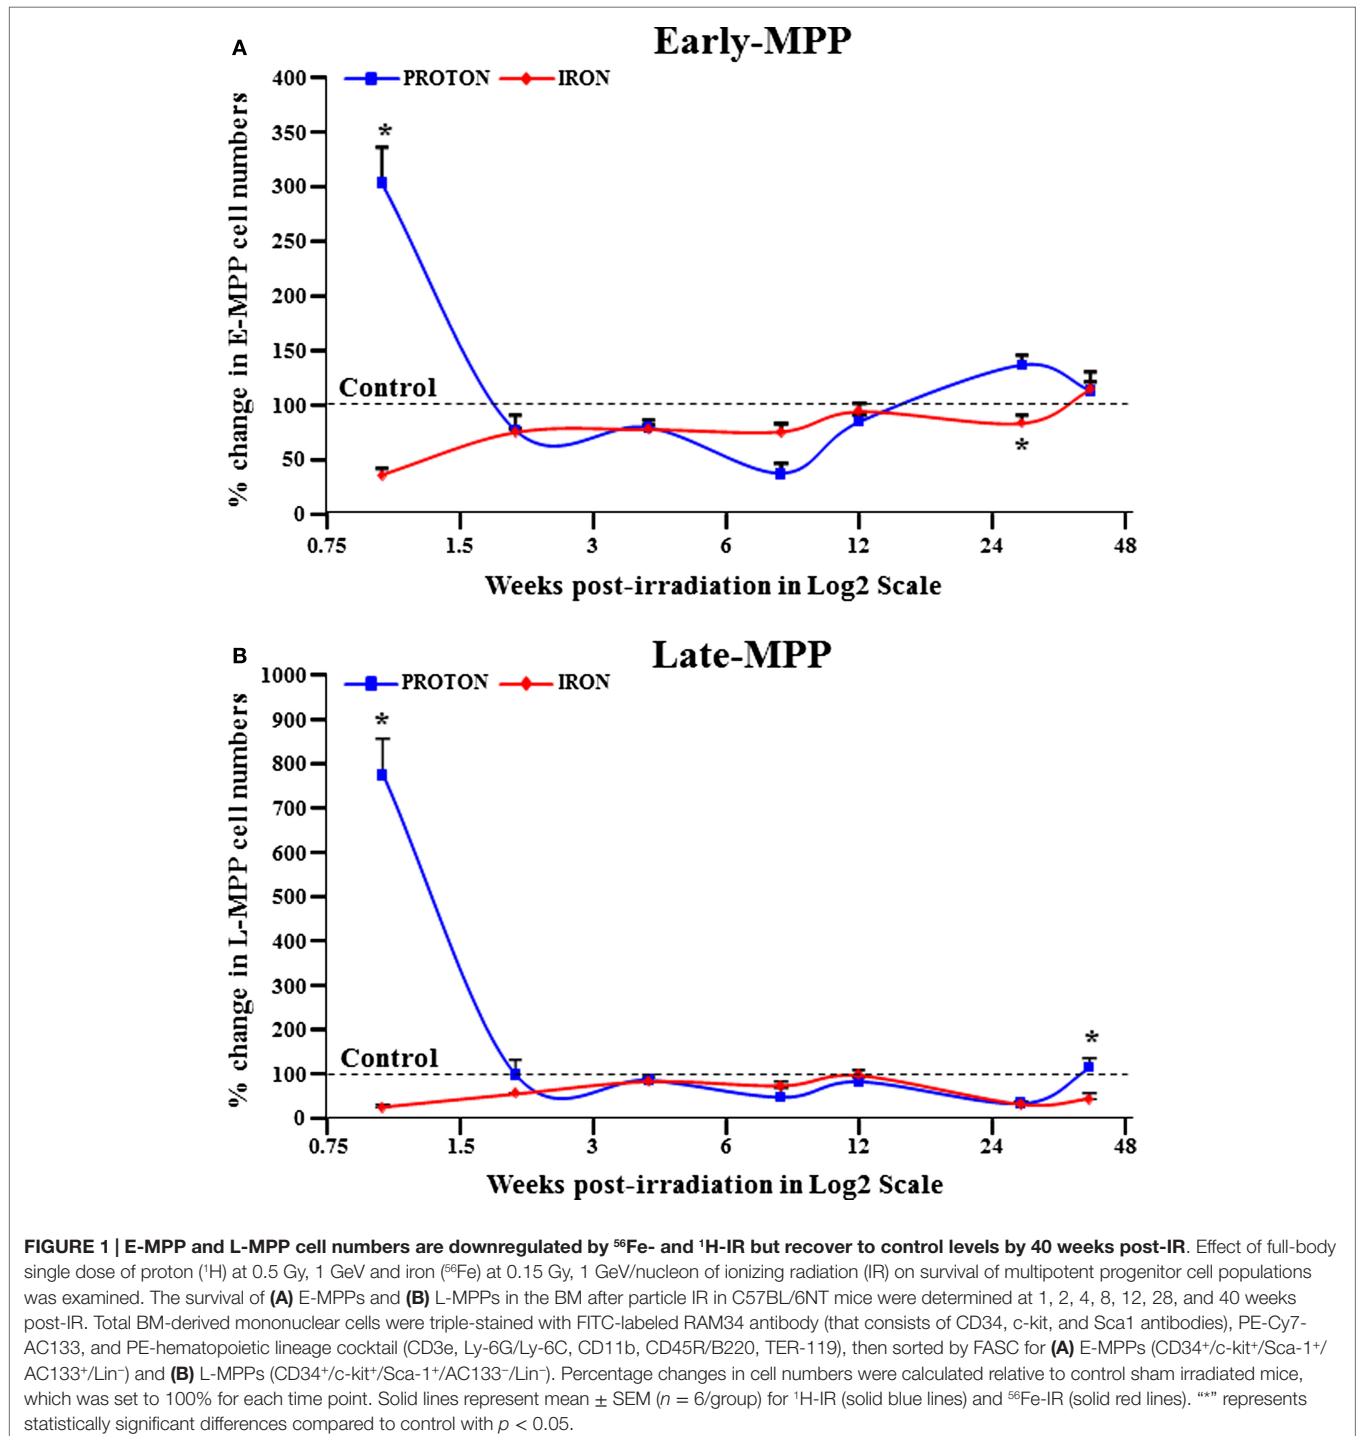 A
Early-MPP
PROTON IRON
% change in E-MPP cell numbers
400
350
300
250
200
150
100
50
0
*
Control
*
0.75 1.5 3 6 12 24 48
Weeks post-irradiation in Log2 Scale
B
Late-MPP
PROTON IRON
% change in L-MPP cell numbers
1000
900
800
700
600
500
400
300
200
100
0
*
Control
*
0.75 1.5 3 6 12 24 48
Weeks post-irradiation in Log2 Scale
FIGURE 1 | E-MPP and L-MPP cell numbers are downregulated by ⁵⁶Fe- and ¹H-IR but recover to control levels by 40 weeks post-IR. Effect of full-body
single dose of proton (¹H) at 0.5 Gy, 1 GeV and iron (⁵⁶Fe) at 0.15 Gy, 1 GeV/nucleon of ionizing radiation (IR) on survival of multipotent progenitor cell populations
was examined. The survival of (A) E-MPPs and (B) L-MPPs in the BM after particle IR in C57BL/6NT mice were determined at 1, 2, 4, 8, 12, 28, and 40 weeks
post-IR. Total BM-derived mononuclear cells were triple-stained with FITC-labeled RAM34 antibody (that consists of CD34, c-kit, and Sca1 antibodies), PE-Cy7-
AC133, and PE-hematopoietic lineage cocktail (CD3e, Ly-6G/Ly-6C, CD11b, CD45R/B220, TER-119), then sorted by FASC for (A) E-MPPs (CD34⁺/c-kit⁺/Sca-1⁺/
AC133⁺/Lin⁻) and (B) L-MPPs (CD34⁺/c-kit⁺/Sca-1⁺/AC133⁻/Lin⁻). Percentage changes in cell numbers were calculated relative to control sham irradiated mice,
which was set to 100% for each time point. Solid lines represent mean ± SEM (n = 6/group) for ¹H-IR (solid blue lines) and ⁵⁶Fe-IR (solid red lines). “*” represents
statistically significant differences compared to control with p < 0.05.